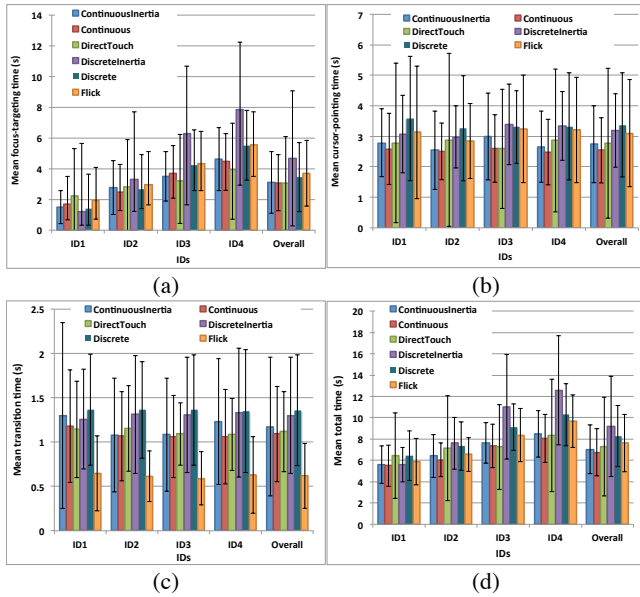 14
12
10
8
6
4
2
0
Mean focus-targeting time (s)
ContinuousInertia
Continuous
DirectTouch
DiscreteInertia
Discrete
Flick
ID1 ID2 ID3 ID4 Overall
IDs
(a)
7
6
5
4
3
2
1
0
Mean cursor-pointing time (s)
ContinuousInertia Continuous
DirectTouch DiscreteInertia
Discrete Flick
ID1 ID2 ID3 ID4 Overall
IDs
(b)
2.5
2
1.5
1
0.5
0
Mean transition time (s)
ContinuousInertia Continuous
DirectTouch DiscreteInertia
Discrete Flick
ID1 ID2 ID3 ID4 Overall
IDs
(c)
20
18
16
14
12
10
8
6
4
2
0
Mean total time (s)
ContinuousInertia
Continuous
DirectTouch
DiscreteInertia
Discrete
Flick
ID1 ID2 ID3 ID4 Overall
IDs
(d)